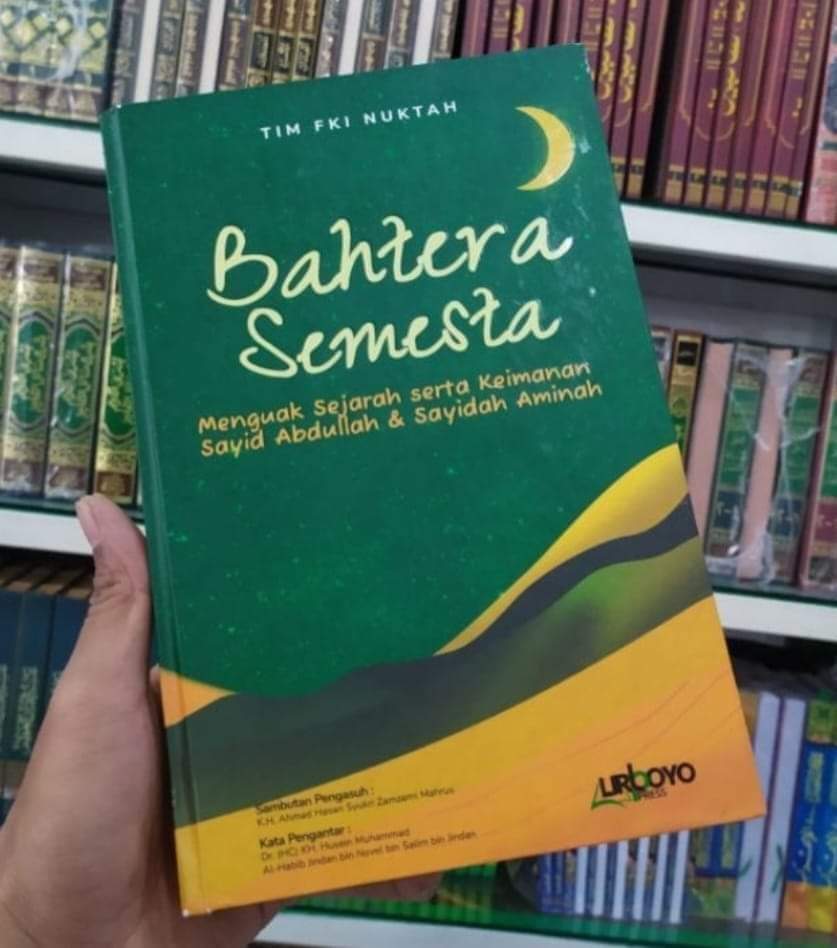 TIM FKI NUKTAH
Bahtera
Semesta
Menguak Sejarah serta Keimanan
Sayid Abdullah & Sayidah Aminah
Sambutan Pengasuh :
K.H. Ahmad Hasan Syukri Zamzami Mahrus
Kata Pengantar :
Dr. (HC) KH. Husein Muhammad
Al-Habib Jindan bin Novel bin Salim bin Jindan
LIRBOYO
PRESS